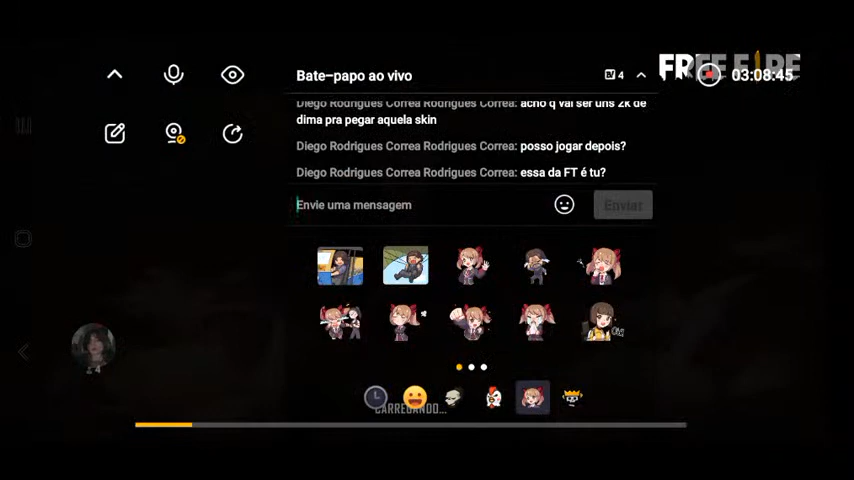 Bate-papo ao vivo
4
FREE FIRE
03:08:45
Diego Rodrigues Correa Rodrigues Correa: acho q vai ser uns 2k de
dima pra pegar aquela skin
Diego Rodrigues Correa Rodrigues Correa: posso jogar depois?
Diego Rodrigues Correa Rodrigues Correa: essa da FT é tu?
Envie uma mensagem
Enviar
CARREGANDO...